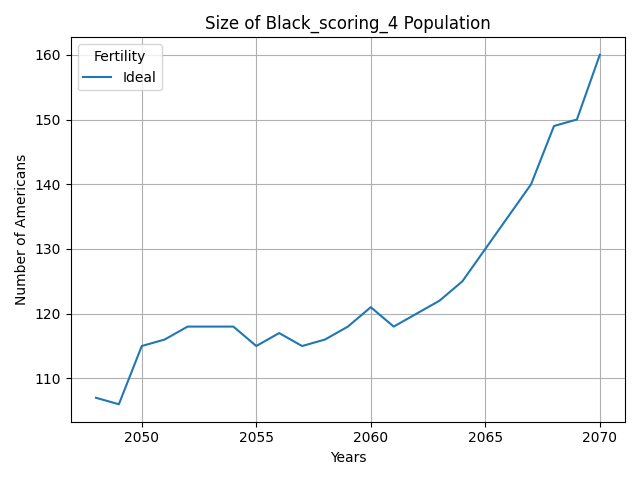 Size of Black_scoring_4 Population
Fertility
Ideal
Number of Americans
160
150
140
130
120
110
2050
2055
2060
2065
2070
Years